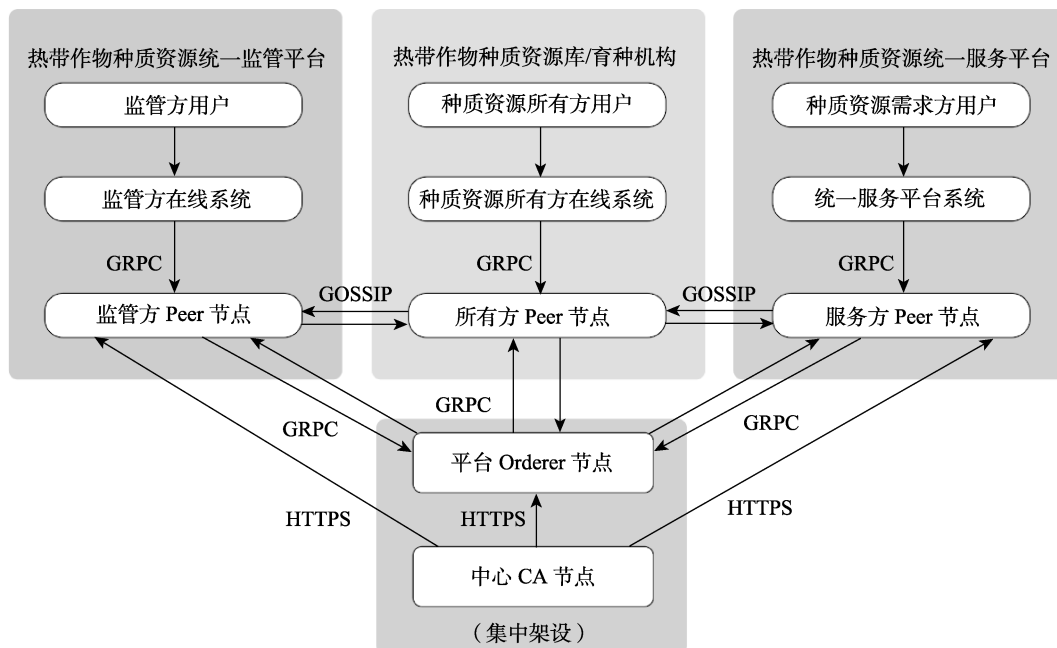 热带作物种质资源统一监管平台
监管方用户
监管方在线系统
GRPC
监管方 Peer 节点
热带作物种质资源库/育种机构
种质资源所有方用户
种质资源所有方在线系统
GRPC
所有方 Peer 节点
热带作物种质资源统一服务平台
种质资源需求方用户
统一服务平台系统
GRPC
服务方 Peer 节点
GOSSIP
GOSSIP
GRPC
GRPC
GRPC
平台 Orderer 节点
HTTPS
HTTPS
HTTPS
中心 CA 节点
（集中架设）